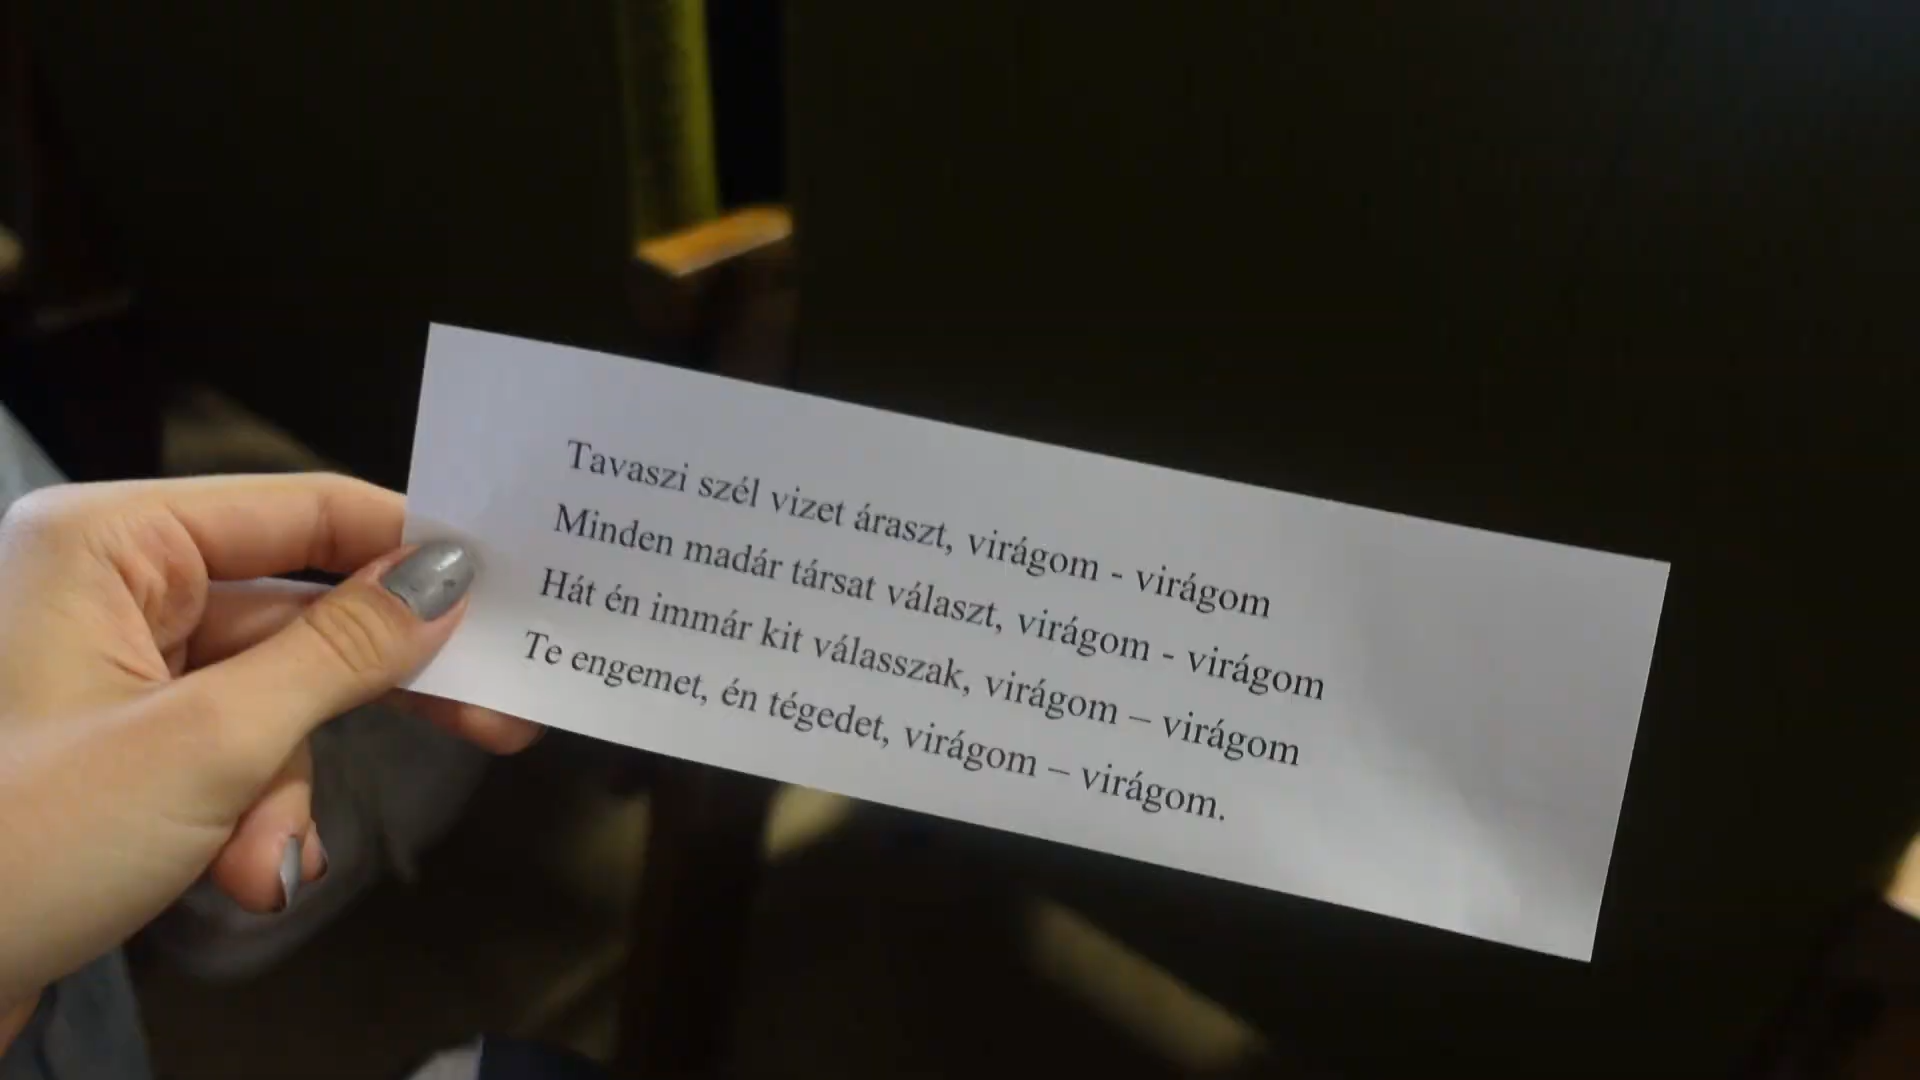 Tavaszi szél vizet áraszt, virágom - virágom
Minden madár társat választ, virágom - virágom
Hát én immár kit válasszak, virágom – virágom
Te engemet, én tégedet, virágom – virágom.